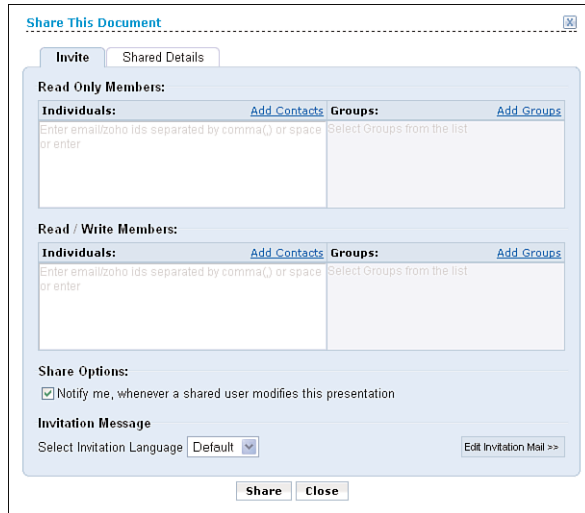 Share This Document
Invite Shared Details
Read Only Members:
Individuals: Add Contacts Groups: Add Groups
Enter email/zoho ids separated by comma(,) or space Select Groups from the list
or enter
Read / Write Members:
Individuals: Add Contacts Groups: Add Groups
Enter email/zoho ids separated by comma(,) or space Select Groups from the list
or enter
Share Options:
Notify me, whenever a shared user modifies this presentation
Invitation Message
Select Invitation Language Default Edit Invitation Mail >>
Share Close